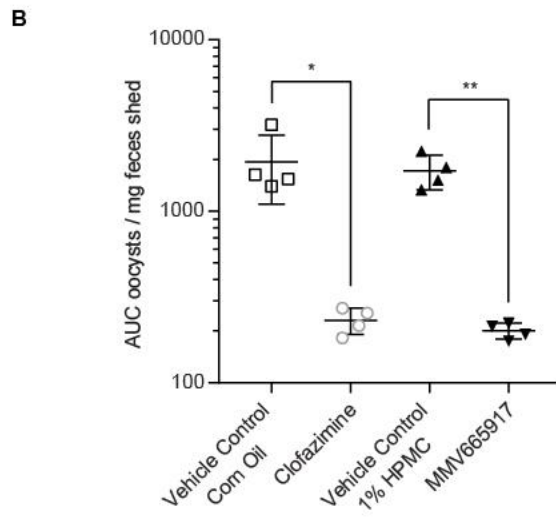 B
AUC oocysts / mg feces shed
10000
1000
100
*
**
Vehicle Control
Corn Oil
Clofazimine
Vehicle Control
1% HPMC
MMV665917